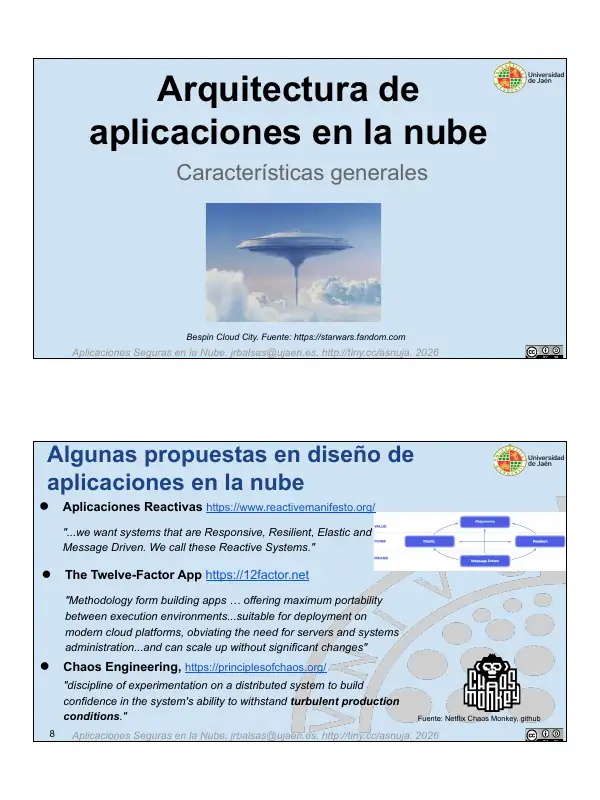 Universidad
de Jaén
Arquitectura de
aplicaciones en la nube
Características generales
Bespin Cloud City. Fuente: https://starwars.fandom.com
Aplicaciones Seguras en la Nube. jrbalsas@ujaen.es. http://tiny.cc/asnuja. 2026
Algunas propuestas en diseño de
aplicaciones en la nube
Universidad
de Jaén
● Aplicaciones Reactivas https://www.reactivemanifesto.org/
"...we want systems that are Responsive, Resilient, Elastic and
Message Driven. We call these Reactive Systems."
VALUE
Responsive
FORM
Elastic
Resilient
MEANS
Message Driven
● The Twelve-Factor App https://12factor.net
"Methodology form building apps … offering maximum portability
between execution environments...suitable for deployment on
modern cloud platforms, obviating the need for servers and systems
administration...and can scale up without significant changes"
● Chaos Engineering, https://principlesofchaos.org/
"discipline of experimentation on a distributed system to build
confidence in the system's ability to withstand turbulent production
conditions."
CHAOS
MONKEY
Fuente: Netflix Chaos Monkey. github
8
Aplicaciones Seguras en la Nube. jrbalsas@ujaen.es. http://tiny.cc/asnuja. 2026